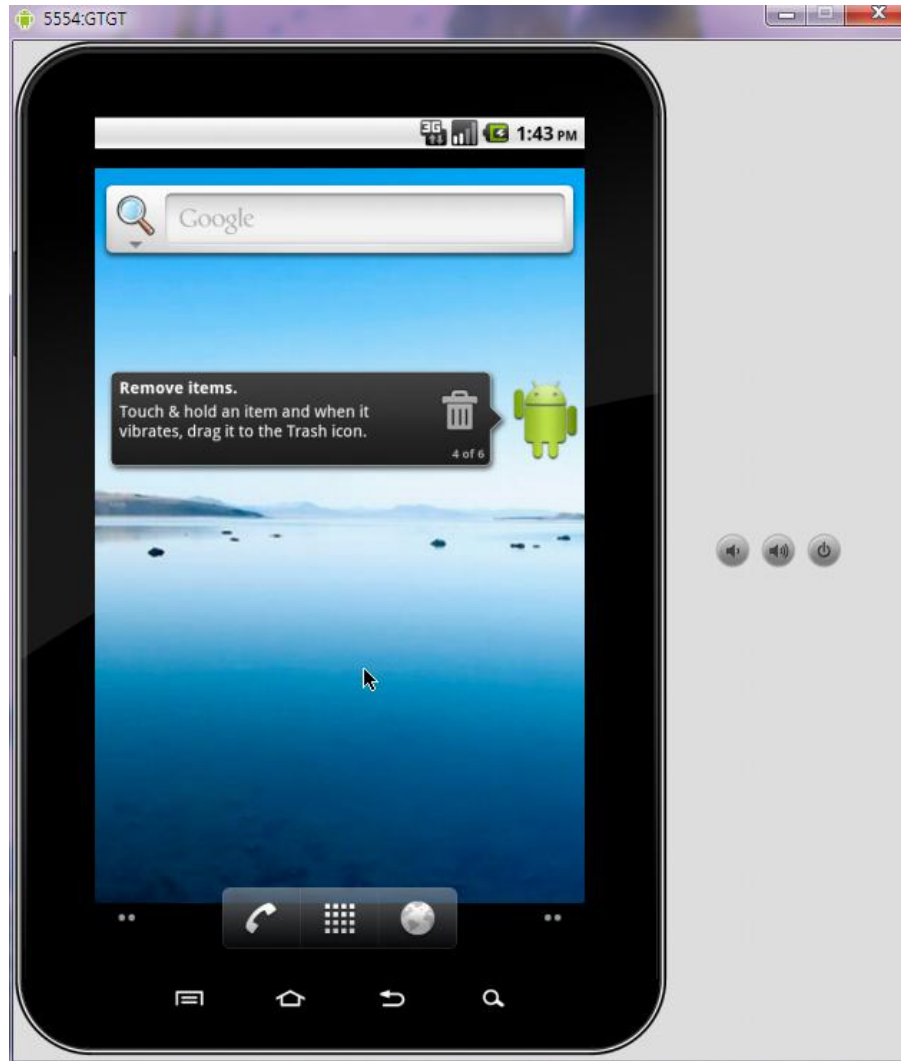 5554:GTGT
3G
1:43 PM
Google
Remove items.
Touch & hold an item and when it
vibrates, drag it to the Trash icon.
4 of 6